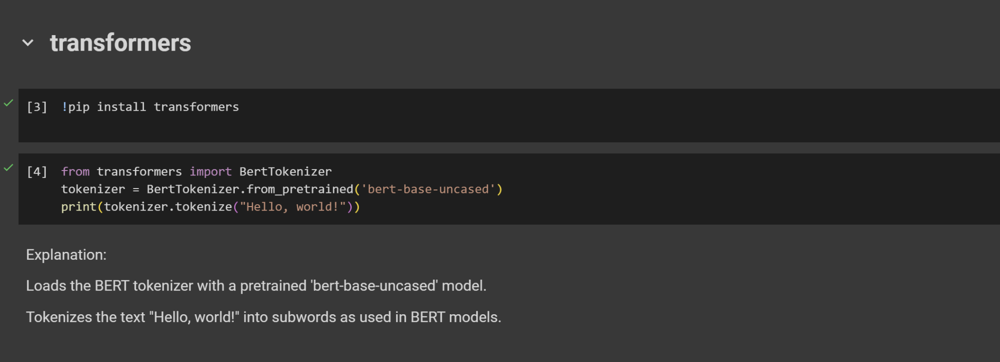 transformers
[3] !pip install transformers
[4] from transformers import BertTokenizer
tokenizer = BertTokenizer.from_pretrained('bert-base-uncased')
print(tokenizer.tokenize("Hello, world!"))
Explanation:
Loads the BERT tokenizer with a pretrained 'bert-base-uncased' model.
Tokenizes the text "Hello, world!" into subwords as used in BERT models.